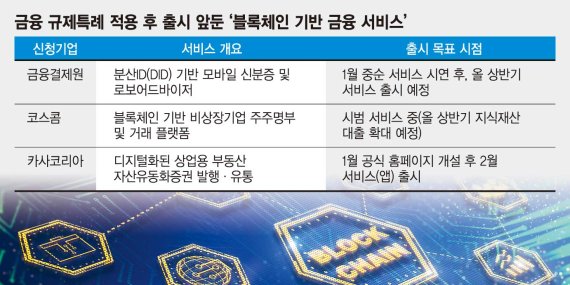 금융 규제특례 적용 후 출시 앞둔 ‘블록체인 기반 금융 서비스’
신청기업 서비스 개요 출시 목표 시점
금융결제원 분산ID(DID) 기반 모바일 신분증 및 1월 중순 서비스 시연 후, 올 상반기
로보어드바이저 서비스 출시 예정
코스콤 블록체인 기반 비상장기업 주주명부 시범 서비스 중(올 상반기 지식재산
및 거래 플랫폼 대출 확대 예정)
카사코리아 디지털화된 상업용 부동산 1월 공식 홈페이지 개설 후 2월
자산유동화증권 발행·유통 서비스(앱) 출시
BLOCK
CHAIN